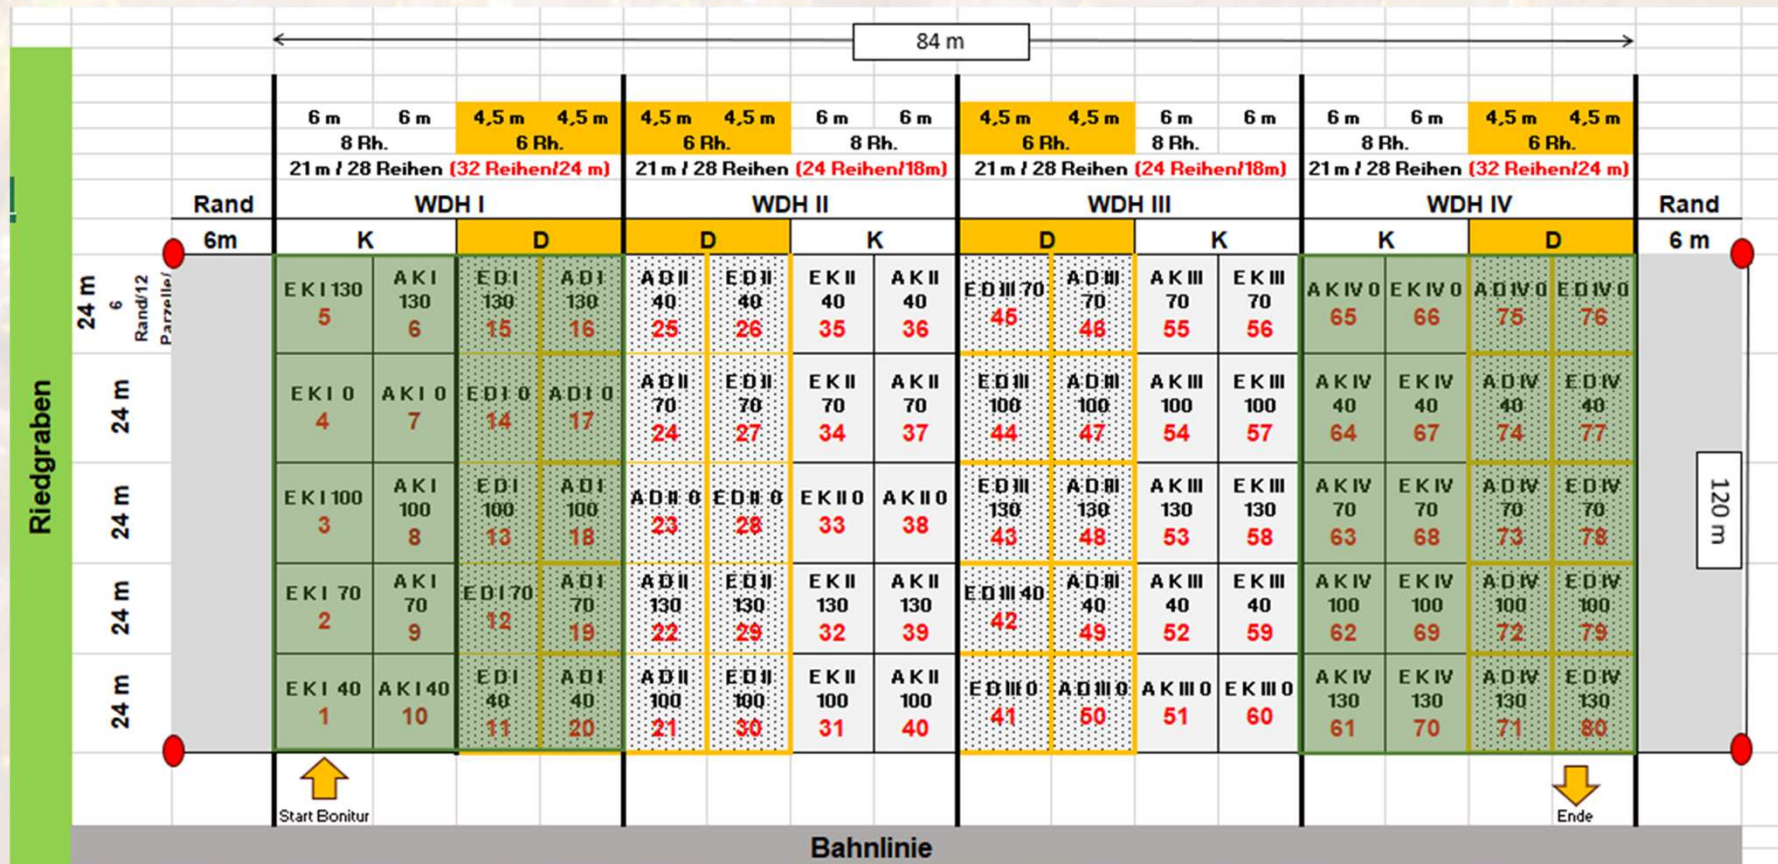 84 m
6 m 6 m 4,5 m 4,5 m 4,5 m 4,5 m 6 m 6 m 4,5 m 4,5 m 6 m 6 m 6 m 6 m 4,5 m 4,5 m
8 Rh. 6 Rh. 6 Rh. 8 Rh. 6 Rh. 8 Rh. 8 Rh. 6 Rh.
21 m / 28 Reihen (32 Reihen/24 m) 21 m / 28 Reihen (24 Reihen/18m) 21 m / 28 Reihen (24 Reihen/18m) 21 m / 28 Reihen (32 Reihen/24 m)
Rand WDH I WDH II WDH III WDH IV Rand
6m K D D K D K K D 6 m
24 m
6
Rand/12
Parzelle/
E K I 130 A K I 130 E D I 130 A D I 130 A D II 40 E D II 40 E K II 40 A K II 40 E D III 70 A D III 70 A K III 70 E K III 70 A K IV 0 E K IV 0 A D IV 0 E D IV 0
5 6 15 16 25 26 35 36 45 46 55 56 65 66 75 76
24 m
E K I 0 A K I 0 E D I 0 A D I 0 A D II 70 E D II 70 E K II 70 A K II 70 E D III 100 A D III 100 A K III 100 E K III 100 A K IV 40 E K IV 40 A D IV 40 E D IV 40
4 7 14 17 24 27 34 37 44 47 54 57 64 67 74 77
24 m
E K I 100 A K I 100 E D I 100 A D I 100 A D II 0 E D II 0 E K II 0 A K II 0 E D III 130 A D III 130 A K III 130 E K III 130 A K IV 70 E K IV 70 A D IV 70 E D IV 70
3 8 13 18 23 28 33 38 43 48 53 58 63 68 73 78
24 m
E K I 70 A K I 70 E D I 70 A D I 70 A D II 130 E D II 130 E K II 130 A K II 130 E D III 40 A D III 40 A K III 40 E K III 40 A K IV 100 E K IV 100 A D IV 100 E D IV 100
2 9 12 19 22 29 32 39 42 49 52 59 62 69 72 79
24 m
E K I 40 A K I 40 E D I 40 A D I 40 A D II 100 E D II 100 E K II 100 A K II 100 E D III 0 A D III 0 A K III 0 E K III 0 A K IV 130 E K IV 130 A D IV 130 E D IV 130
1 10 11 20 21 30 31 40 41 50 51 60 61 70 71 80
120 m
Riedgraben
Start Bonitur Ende
Bahnlinie